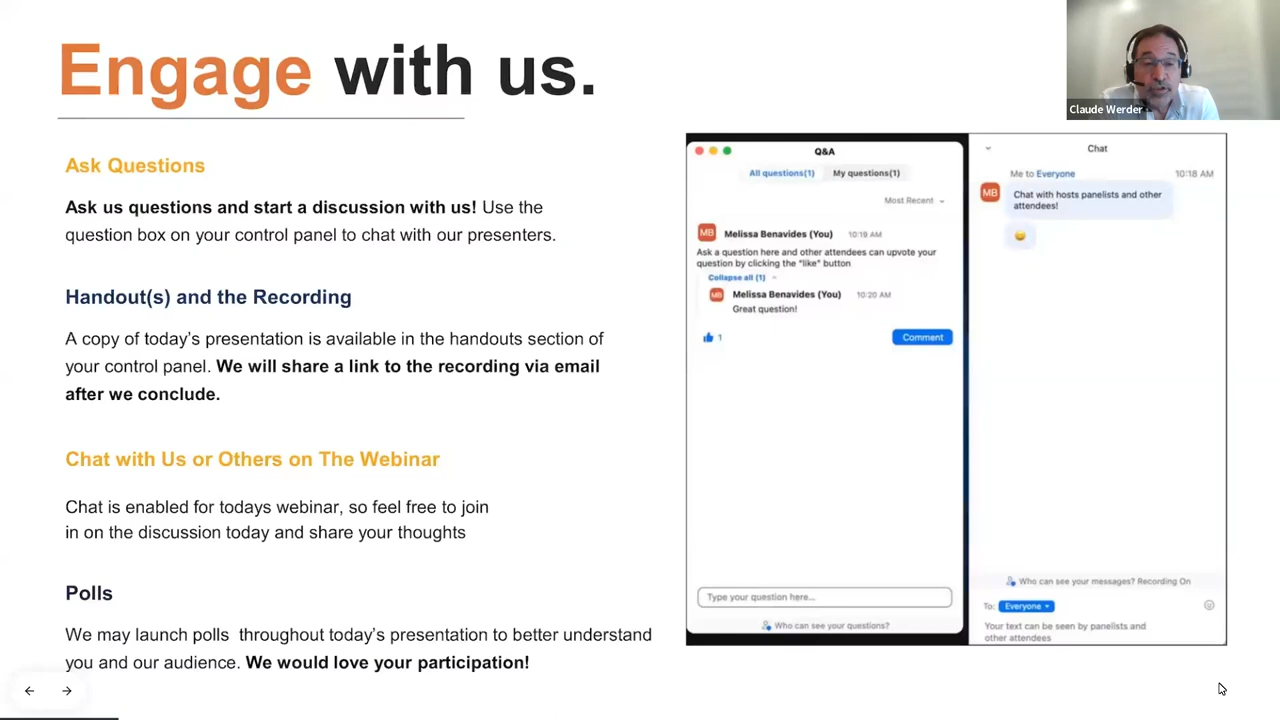 Engage with us.
Ask Questions
Ask us questions and start a discussion with us! Use the
question box on your control panel to chat with our presenters.
Handout(s) and the Recording
A copy of today's presentation is available in the handouts section of
your control panel. We will share a link to the recording via email
after we conclude.
Chat with Us or Others on The Webinar
Chat is enabled for todays webinar, so feel free to join
in on the discussion today and share your thoughts
Polls
We may launch polls throughout today's presentation to better understand
you and our audience. We would love your participation!
Claude Werder
Q&A
All questions(1) My questions(1)
Most Recent
MB Melissa Benavides (You) 10:19 AM
Ask a question here and other attendees can upvote your
question by clicking the "like" button
Collapse all (1)
MB Melissa Benavides (You) 10:20 AM
Great question!
1 Comment
Type your question here...
Who can see your questions?
Chat
Me to Everyone 10:18 AM
MB Chat with hosts panelists and other
attendees!
Who can see your messages? Recording On
To: Everyone
Your text can be seen by panelists and
other attendees